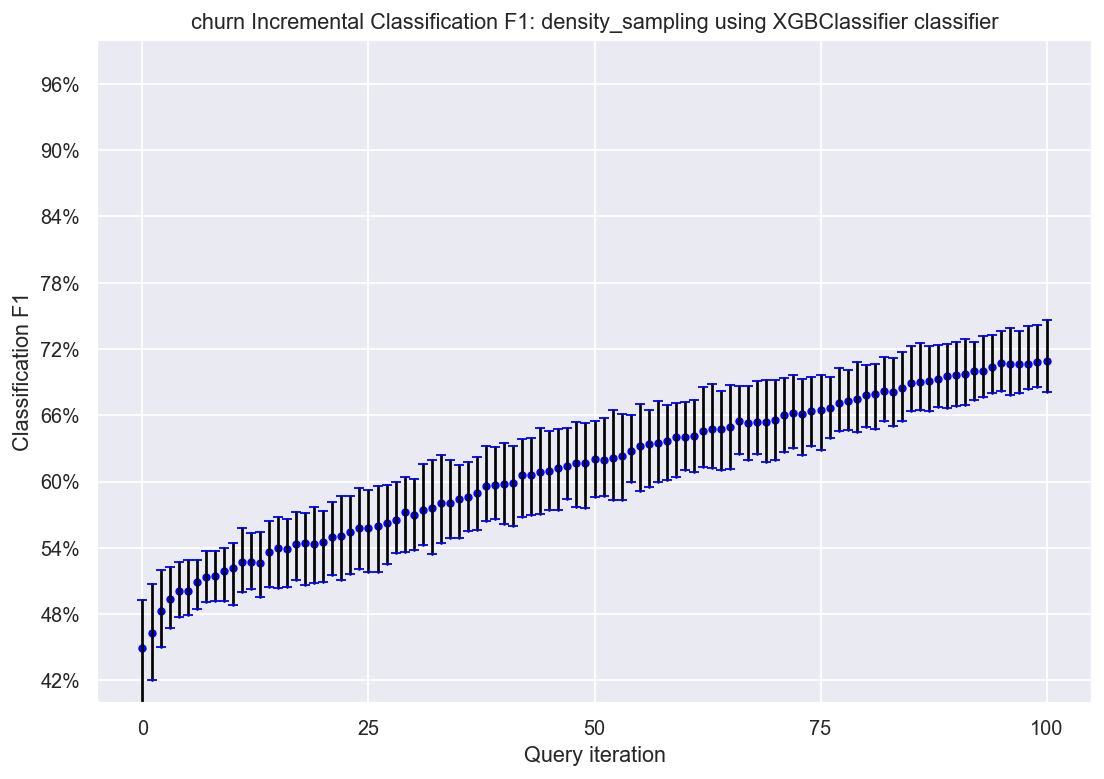 churn Incremental Classification F1: density_sampling using XGBClassifier classifier
96%
90%
84%
78%
72%
66%
60%
54%
48%
42%
Classification F1
0 25 50 75 100
Query iteration